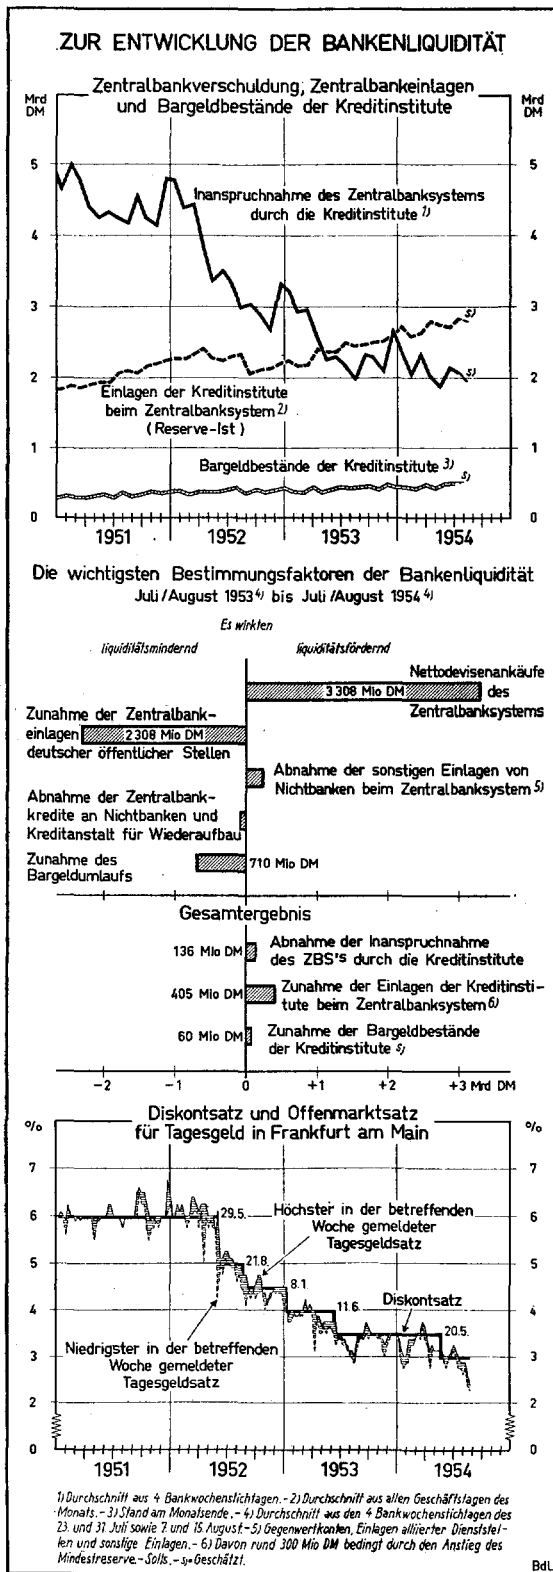 ZUR ENTWICKLUNG DER BANKENLIQUIDITÄT
Zentralbankverschuldung, Zentralbankeinlagen
und Bargeldbestände der Kreditinstitute
Mrd
DM
Mrd
DM
5
4
3
2
1
0
5
4
3
2
1
0
Inanspruchnahme des Zentralbanksystems
durch die Kreditinstitute 1)
s)
s)
Einlagen der Kreditinstitute
beim Zentralbanksystem 2)
(Reserve-Ist)
Bargeldbestände der Kreditinstitute 3)
s)
1951 1952 1953 1954
Die wichtigsten Bestimmungsfaktoren der Bankenliquidität
Juli/August 1953 4) bis Juli/August 1954 4)
Es wirkten
liquiditätsmindernd liquiditätsfördernd
Nettodevisenankäufe
3 308 Mio DM des
Zentralbanksystems
Zunahme der Zentralbank-
einlagen 2 308 Mio DM
deutscher öffentlicher Stellen
Abnahme der sonstigen Einlagen von
Nichtbanken beim Zentralbanksystem 5)
Abnahme der Zentralbank-
kredite an Nichtbanken und
Kreditanstalt für Wiederaufbau
Zunahme des
Bargeldumlaufs
710 Mio DM
Gesamtergebnis
136 Mio DM Abnahme der Inanspruchnahme
des ZBS's durch die Kreditinstitute
405 Mio DM Zunahme der Einlagen der Kreditinsti-
tute beim Zentralbanksystem 6)
60 Mio DM Zunahme der Bargeldbestände
der Kreditinstitute s)
-2 -1 0 +1 +2 +3 Mrd DM
Diskontsatz und Offenmarktsatz
für Tagesgeld in Frankfurt am Main
%
%
7
6
5
4
3
2
0
7
6
5
4
3
2
0
29.5.
21.8.
8.1.
11.6.
20.5.
Höchster in der betreffenden
Woche gemeldeter
Tagesgeldsatz
Diskontsatz
Niedrigster in der betreffenden
Woche gemeldeter
Tagesgeldsatz
1951 1952 1953 1954
1) Durchschnitt aus 4 Bankwochenstichtagen.- 2) Durchschnitt aus allen Geschäftstagen des
Monats.- 3) Stand am Monatsende.- 4) Durchschnitt aus den 4 Bankwochenstichtagen des
23. und 31. Juli sowie 7. und 15. August.- 5) Gegenwertkonten, Einlagen alliierter Dienststel-
len und sonstige Einlagen.- 6) Davon rund 300 Mio DM bedingt durch den Anstieg des
Mindestreserve-Solls.- s)=Geschätzt.
BdL